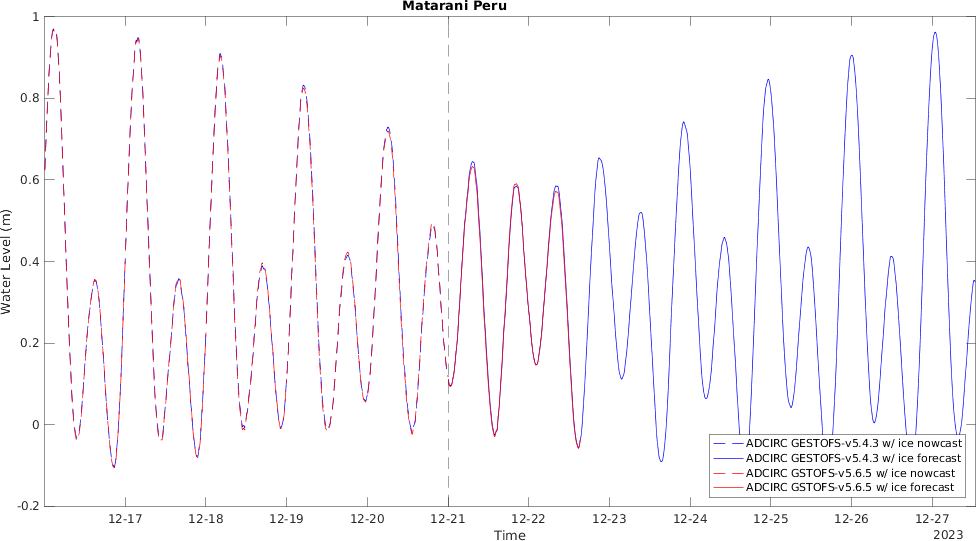 Matarani Peru
1
0.8
0.6
0.4
0.2
0
-0.2
Water Level (m)
12-17 12-18 12-19 12-20 12-21 12-22 12-23 12-24 12-25 12-26 12-27
Time
2023
ADCIRC GESTOFS-v5.4.3 w/ ice nowcast
ADCIRC GESTOFS-v5.4.3 w/ ice forecast
ADCIRC GSTOFS-v5.6.5 w/ ice nowcast
ADCIRC GSTOFS-v5.6.5 w/ ice forecast